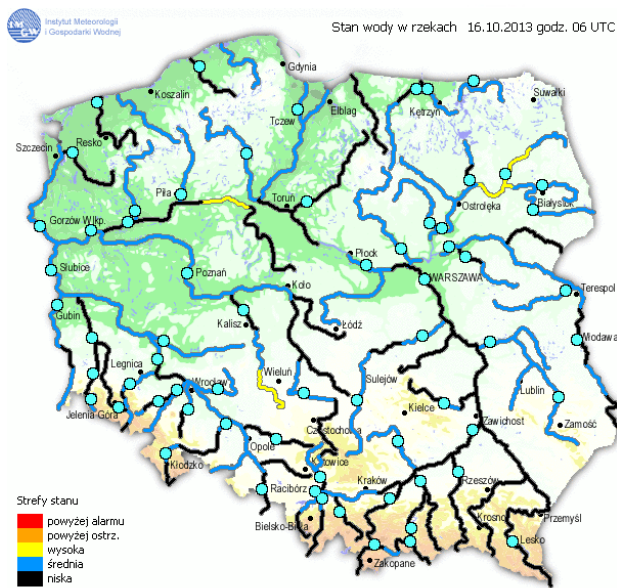 IMGW
Instytut Meteorologii
i Gospodarki Wodnej
Stan wody w rzekach 16.10.2013 godz. 06 UTC
Gdynia
Koszalin
Suwałki
Elbląg
Kętrzyn
Tczew
Resko
Szczecin
Piła
Toruń
Ostrołęka
Białystok
Gorzów Wlkp.
Płock
Słubice
Poznań
WARSZAWA
Koło
Terespol
Gubin
Kalisz
Łódź
Włodawa
Legnica
Wieluń
Sulejów
Lublin
Wrocław
Jelenia Góra
Kielce
Zawichost
Zamość
Częstochowa
Opole
Kłodzko
Katowice
Racibórz
Kraków
Rzeszów
Bielsko-Biała
Krosno
Przemyśl
Lesko
Zakopane
Strefy stanu
powyżej alarmu
powyżej ostrz.
wysoka
średnia
niska